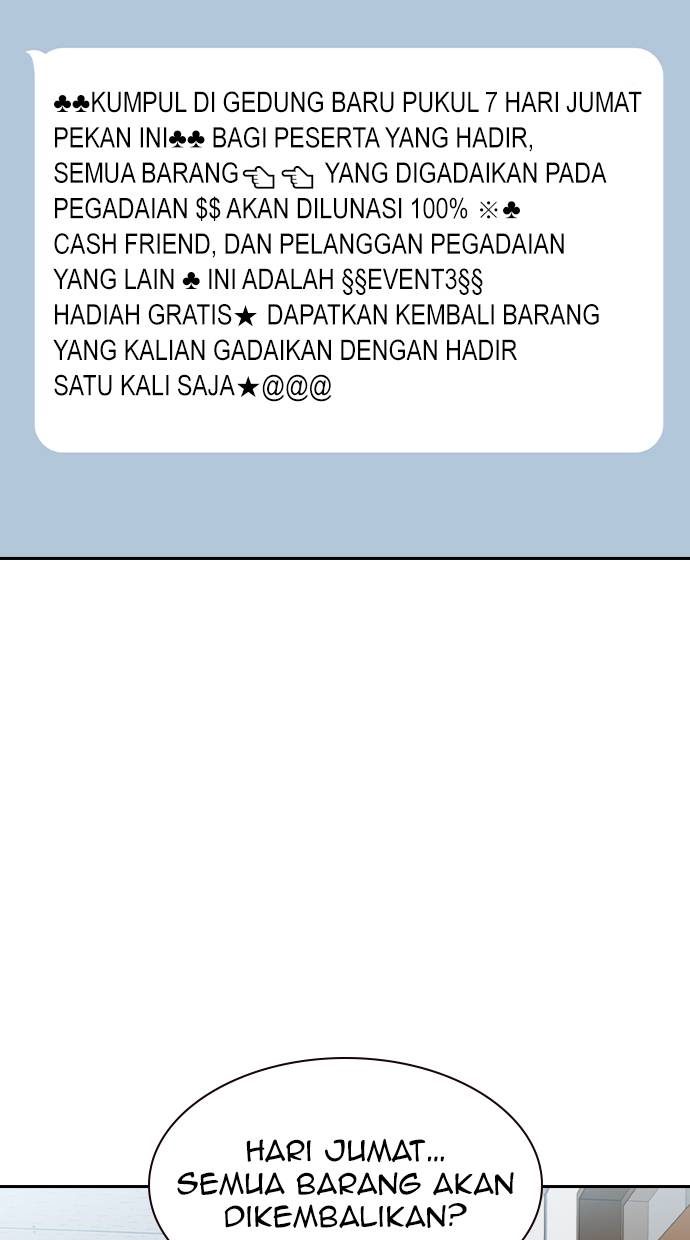 ♣♣KUMPUL DI GEDUNG BARU PUKUL 7 HARI JUMAT
PEKAN INI♣♣ BAGI PESERTA YANG HADIR,
SEMUA BARANG☜☜ YANG DIGADAIKAN PADA
PEGADAIAN $$ AKAN DILUNASI 100% ※♣
CASH FRIEND, DAN PELANGGAN PEGADAIAN
YANG LAIN ♣ INI ADALAH §§EVENT3§§
HADIAH GRATIS★ DAPATKAN KEMBALI BARANG
YANG KALIAN GADAIKAN DENGAN HADIR
SATU KALI SAJA★@@@
HARI JUMAT...
SEMUA BARANG AKAN
DIKEMBALIKAN?